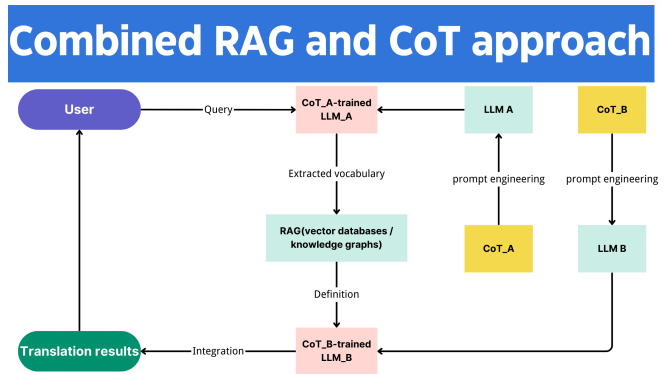 Combined RAG and CoT approach
User
Query
CoT_A-trained
LLM_A
LLM A
CoT_B
Extracted vocabulary
prompt engineering
prompt engineering
RAG(vector databases /
knowledge graphs)
CoT_A
LLM B
Definition
Translation results
Integration
CoT_B-trained
LLM_B